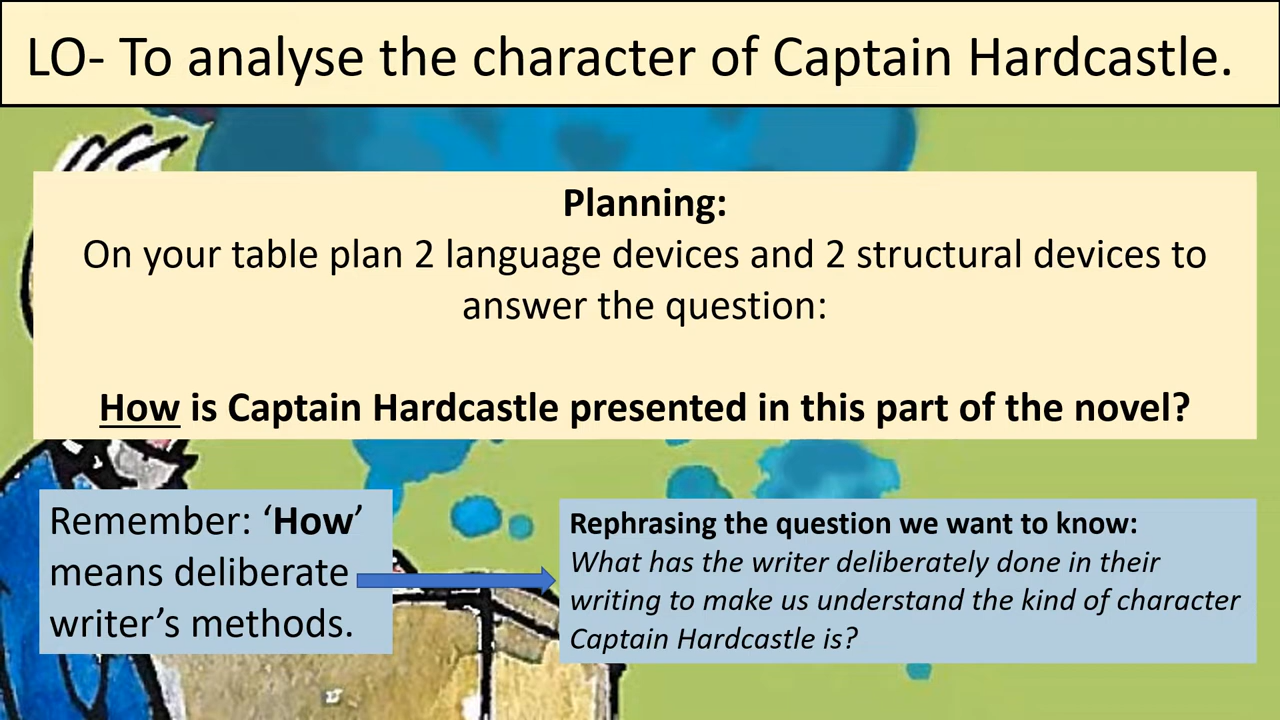 LO- To analyse the character of Captain Hardcastle.
Planning:
On your table plan 2 language devices and 2 structural devices to
answer the question:
How is Captain Hardcastle presented in this part of the novel?
Remember: ‘How’
means deliberate
writer’s methods.
Rephrasing the question we want to know:
What has the writer deliberately done in their
writing to make us understand the kind of character
Captain Hardcastle is?